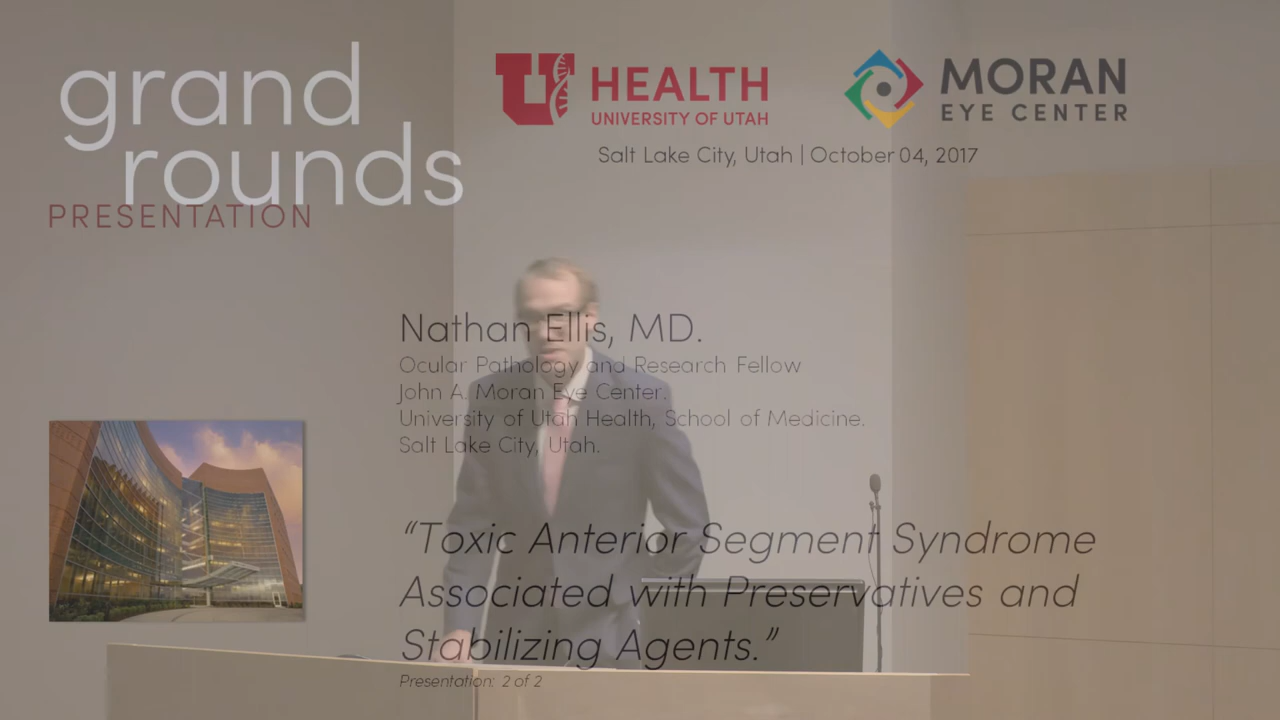 grand
rounds
PRESENTATION
U HEALTH
UNIVERSITY OF UTAH
MORAN
EYE CENTER
Salt Lake City, Utah | October 04, 2017
Nathan Ellis, MD.
Ocular Pathology and Research Fellow
John A. Moran Eye Center.
University of Utah Health, School of Medicine.
Salt Lake City, Utah.
“Toxic Anterior Segment Syndrome
Associated with Preservatives and
Stabilizing Agents.”
Presentation: 2 of 2